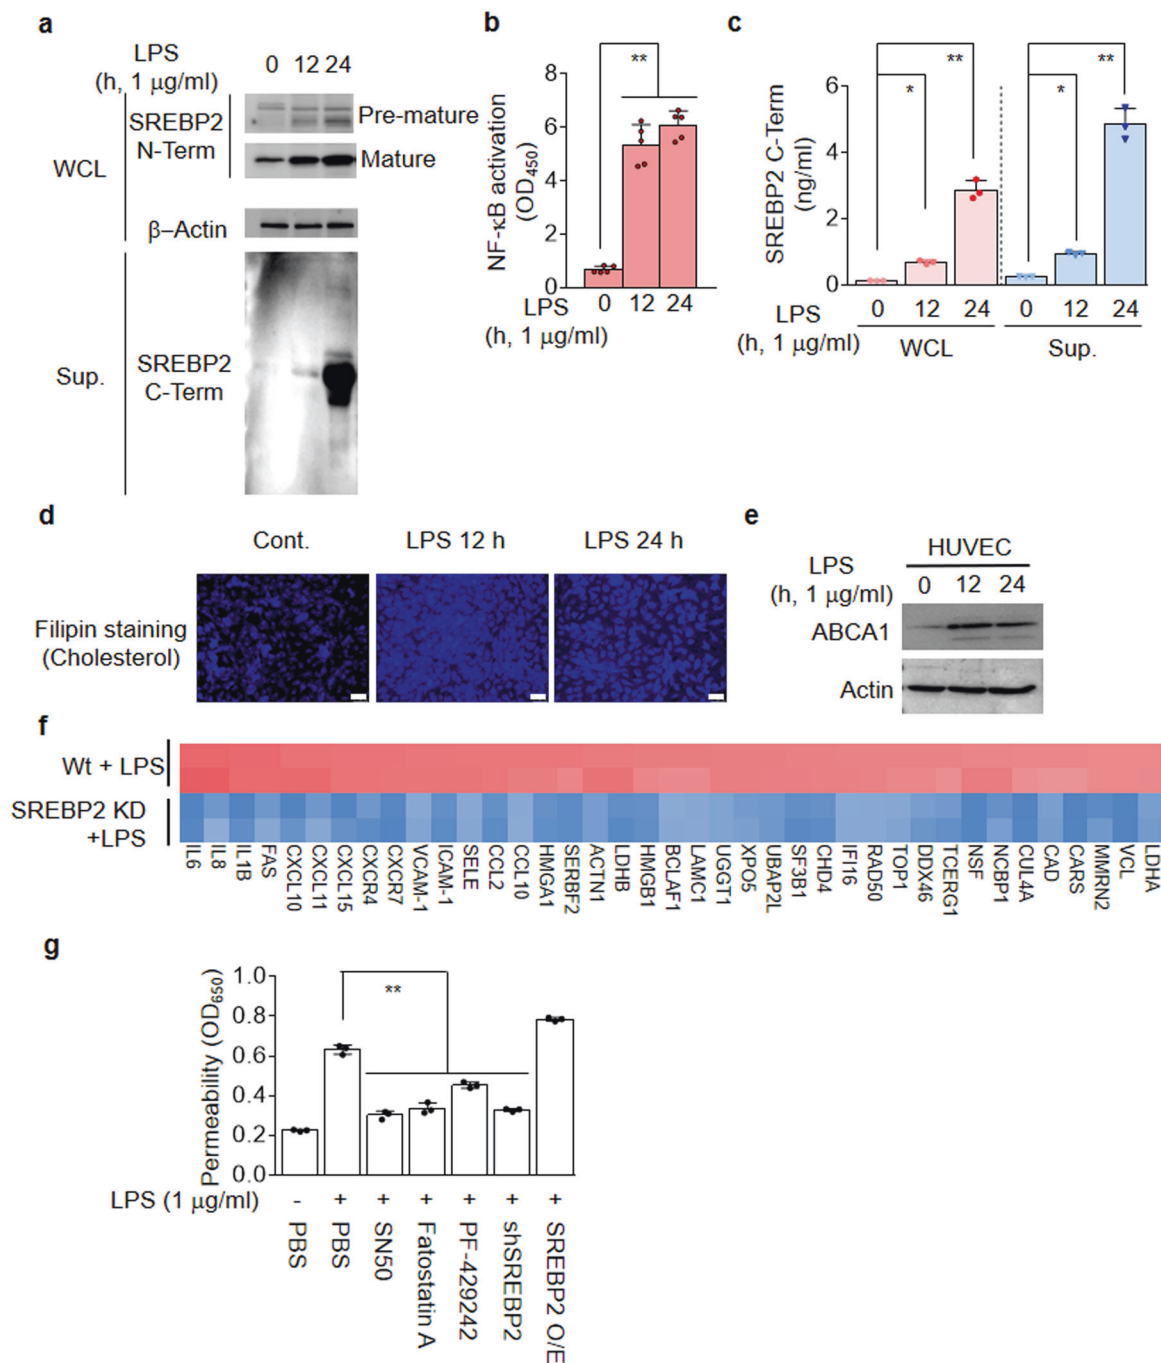 a
LPS
(h, 1 μg/ml)
0 12 24
WCL
SREBP2
N-Term
Pre-mature
Mature
β–Actin
Sup.
SREBP2
C-Term
b
NF-κB activation
(OD450)
8
6
4
2
0
**
0 12 24
LPS
(h, 1 μg/ml)
c
SREBP2 C-Term
(ng/ml)
6
4
2
0
*
**
*
**
0 12 24 0 12 24
LPS
(h, 1 μg/ml)
WCL Sup.
d
Cont. LPS 12 h LPS 24 h
Filipin staining
(Cholesterol)
e
HUVEC
LPS
(h, 1 μg/ml)
0 12 24
ABCA1
Actin
f
Wt + LPS
SREBP2 KD
+LPS
IL6
IL8
IL1B
FAS
CXCL10
CXCL11
CXCL15
CXCR4
CXCR7
VCAM-1
ICAM-1
SELE
CCL2
CCL10
HMGA1
SERBF2
ACTN1
LDHB
HMGB1
BCLAF1
LAMC1
UGGT1
XPO5
UBAP2L
SF3B1
CHD4
IFI16
RAD50
TOP1
DDX46
TCERG1
NSF
NCBP1
CUL4A
CAD
CARS
MMRN2
VCL
LDHA
g
Permeability (OD650)
1.0
0.8
0.6
0.4
0.2
0.0
**
LPS (1 μg/ml) - + + + + + +
PBS
PBS
SN50
Fatostatin A
PF-429242
shSREBP2
SREBP2 O/E